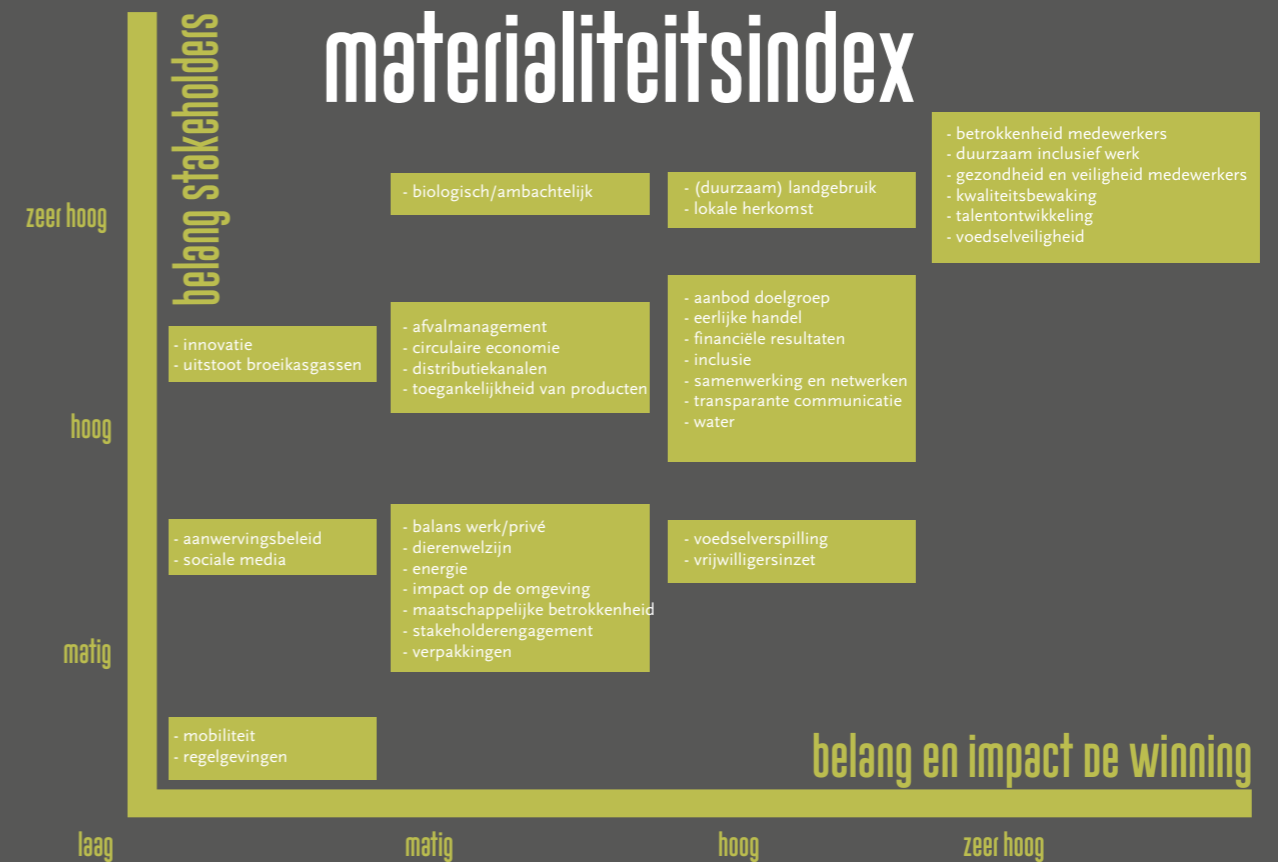 materialiteitsindex
belang stakeholders
zeer hoog
- biologisch/ambachtelijk
- (duurzaam) landgebruik
- lokale herkomst
- betrokkenheid medewerkers
- duurzaam inclusief werk
- gezondheid en veiligheid medewerkers
- kwaliteitsbewaking
- talentontwikkeling
- voedselveiligheid
hoog
- innovatie
- uitstoot broeikasgassen
- afvalmanagement
- circulaire economie
- distributiekanalen
- toegankelijkheid van producten
- aanbod doelgroep
- eerlijke handel
- financiële resultaten
- inclusie
- samenwerking en netwerken
- transparante communicatie
- water
matig
- aanwervingsbeleid
- sociale media
- balans werk/privé
- dierenwelzijn
- energie
- impact op de omgeving
- maatschappelijke betrokkenheid
- stakeholderengagement
- verpakkingen
- voedselverspilling
- vrijwilligersinzet
- mobiliteit
- regelgevingen
belang en impact De winning
laag
matig
hoog
zeer hoog